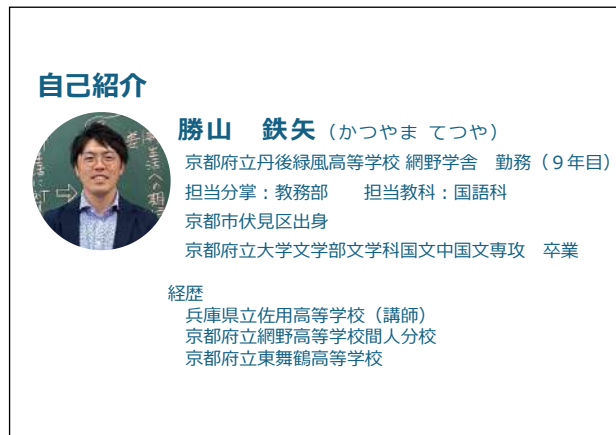 自己紹介
勝山　鉄矢（かつやま てつや）
京都府立丹後緑風高等学校 網野学舎　勤務（９年目）
担当分掌：教務部　　担当教科：国語科
京都市伏見区出身
京都府立大学文学部文学科国文中国文専攻　卒業
経歴
兵庫県立佐用高等学校（講師）
京都府立網野高等学校間人分校
京都府立東舞鶴高等学校